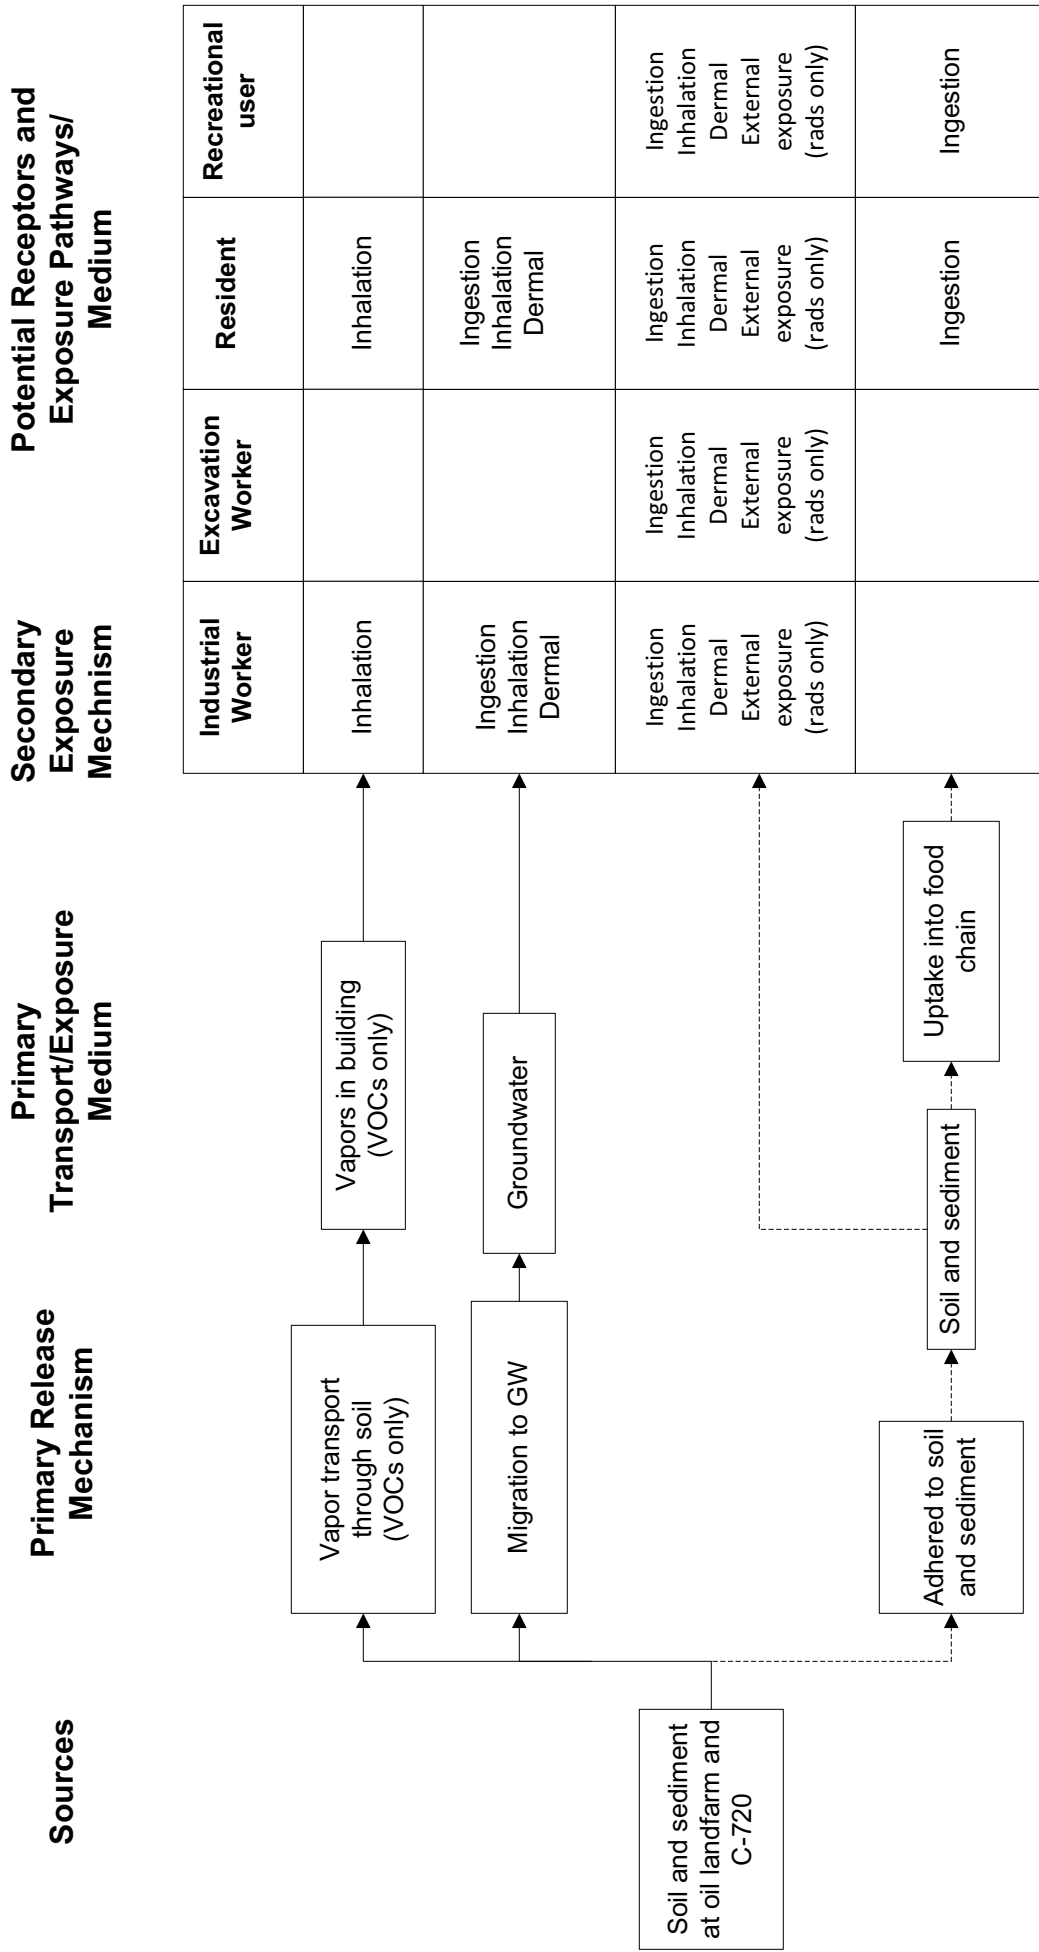 Sources
Primary Release
Mechanism
Primary
Transport/Exposure
Medium
Secondary
Exposure
Mechnism
Potential Receptors and
Exposure Pathways/
Medium
Soil and sediment
at oil landfarm and
C-720
Vapor transport
through soil
(VOCs only)
Vapors in building
(VOCs only)
Migration to GW
Groundwater
Adhered to soil
and sediment
Soil and sediment
Uptake into food
chain
Industrial
Worker
Excavation
Worker
Resident
Recreational
user
Inhalation
Inhalation
Ingestion
Inhalation
Dermal
Ingestion
Inhalation
Dermal
Ingestion
Inhalation
Dermal
External
exposure
(rads only)
Ingestion
Inhalation
Dermal
External
exposure
(rads only)
Ingestion
Inhalation
Dermal
External
exposure
(rads only)
Ingestion
Inhalation
Dermal
External
exposure
(rads only)
Ingestion
Ingestion